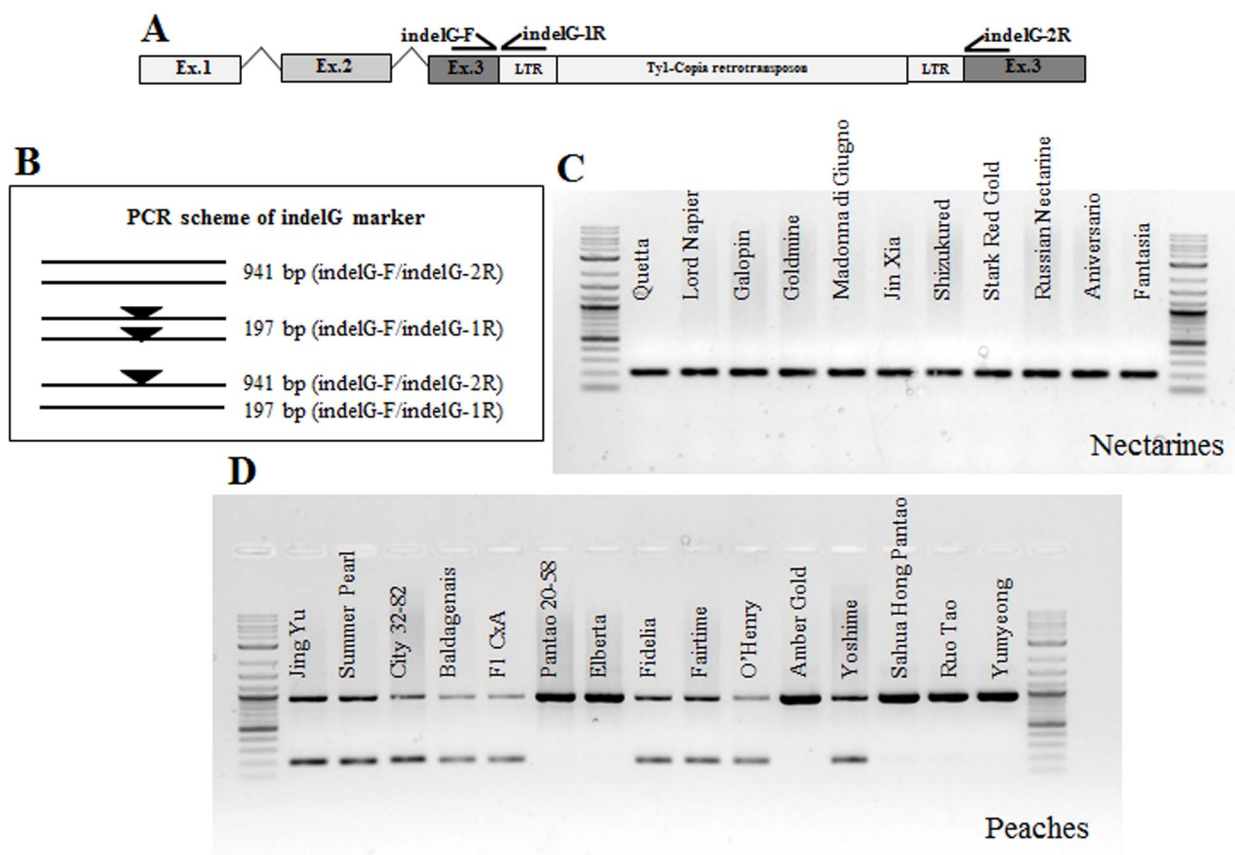 A
indelG-F
indelG-1R
indelG-2R
Ex.1
Ex.2
Ex.3
LTR
Ty1-Copia retrotransposon
LTR
Ex.3
B
PCR scheme of indelG marker
941 bp (indelG-F/indelG-2R)
197 bp (indelG-F/indelG-1R)
941 bp (indelG-F/indelG-2R)
197 bp (indelG-F/indelG-1R)
C
Quetta
Lord Napier
Galopin
Goldmine
Madonna di Giugno
Jin Xia
Shizukured
Stark Red Gold
Russian Nectarine
Aniversario
Fantasia
Nectarines
D
Jing Yu
Summer Pearl
City 32-82
Baldagenais
F1 CxA
Pantao 20-58
Elberta
Fidelia
Fairtime
O'Henry
Amber Gold
Yoshime
Sahua Hong Pantao
Ruo Tao
Yumyeong
Peaches